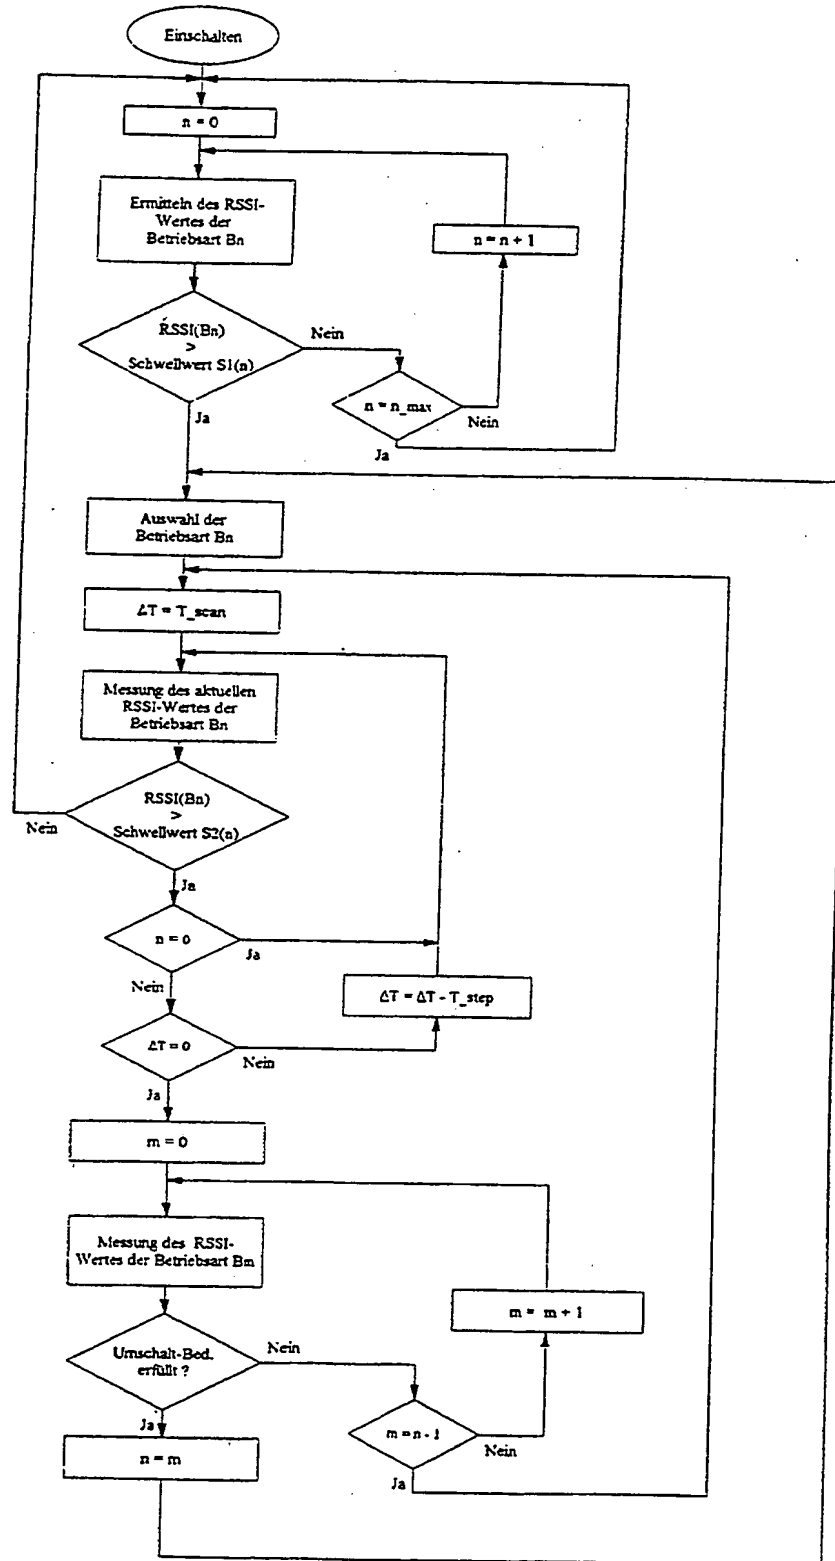 Einschalten
n = 0
Ermitteln des RSSI-
Wertes der
Betriebsart Bn
n = n + 1
RSSI(Bn)
>
Schwellwert S1(n)
Nein
n = n_max
Nein
Ja
Ja
Auswahl der
Betriebsart Bn
ΔT = T_scan
Messung des aktuellen
RSSI-Wertes der
Betriebsart Bn
RSSI(Bn)
>
Schwellwert S2(n)
Nein
Ja
n = 0
Ja
Nein
ΔT = ΔT - T_step
ΔT = 0
Nein
Ja
m = 0
Messung des RSSI-
Wertes der Betriebsart Bm
m = m + 1
Umschalt-Bed.
erfüllt ?
Nein
Ja
m = n - 1
Nein
n = m
Ja